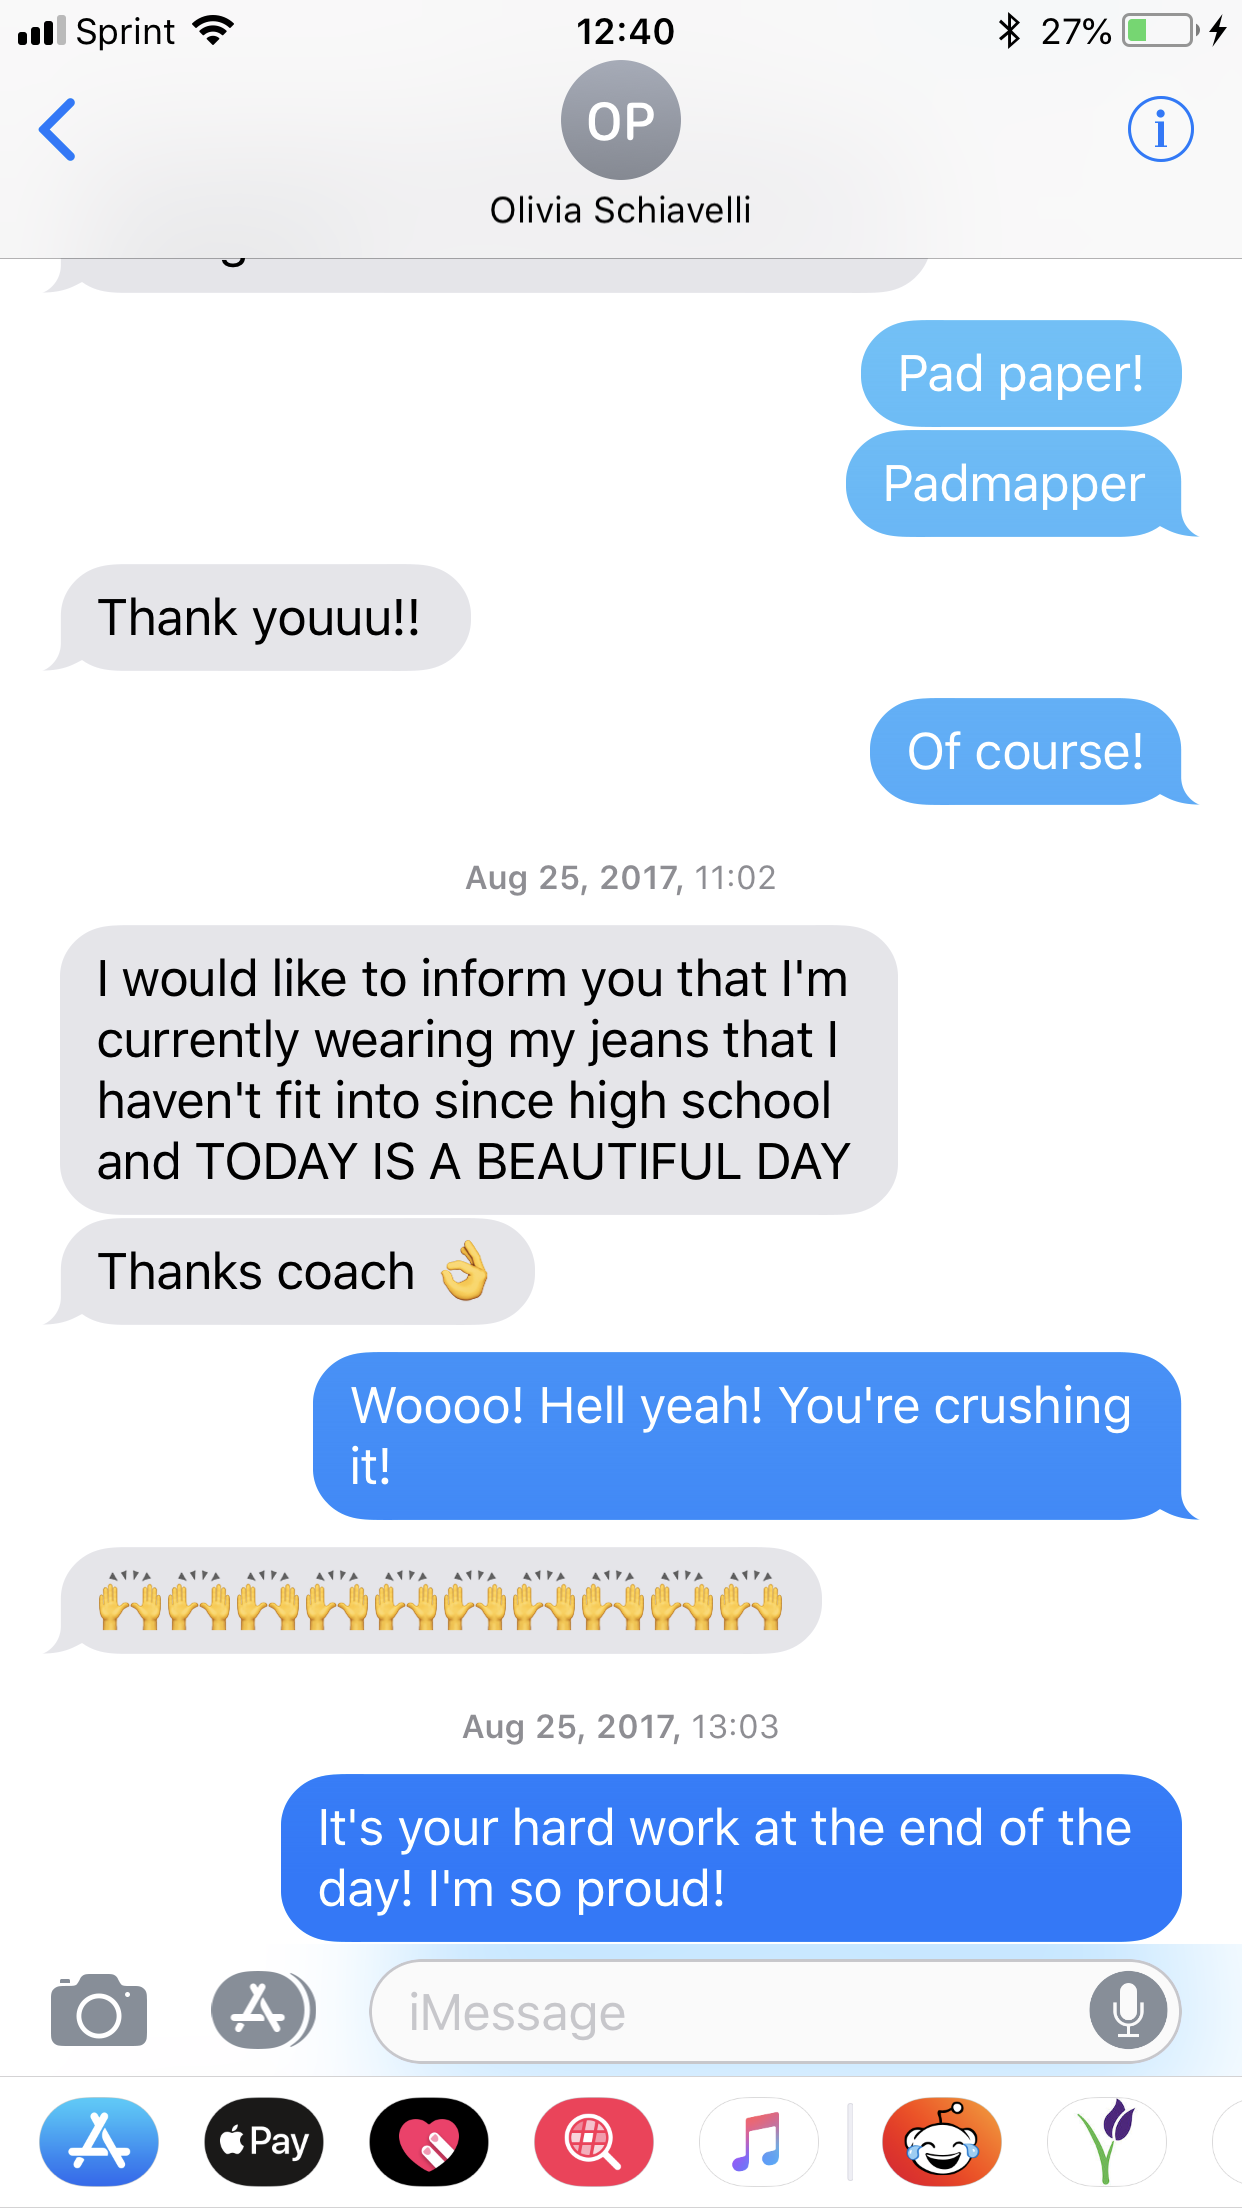 Sprint 12:40 27%
OP
Olivia Schiavelli
Pad paper!
Padmapper
Thank youuu!!
Of course!
Aug 25, 2017, 11:02
I would like to inform you that I'm
currently wearing my jeans that I
haven't fit into since high school
and TODAY IS A BEAUTIFUL DAY
Thanks coach 👌
Woooo! Hell yeah! You're crushing
it!
🙌🙌🙌🙌🙌🙌🙌🙌🙌🙌
Aug 25, 2017, 13:03
It's your hard work at the end of the
day! I'm so proud!
iMessage
Pay